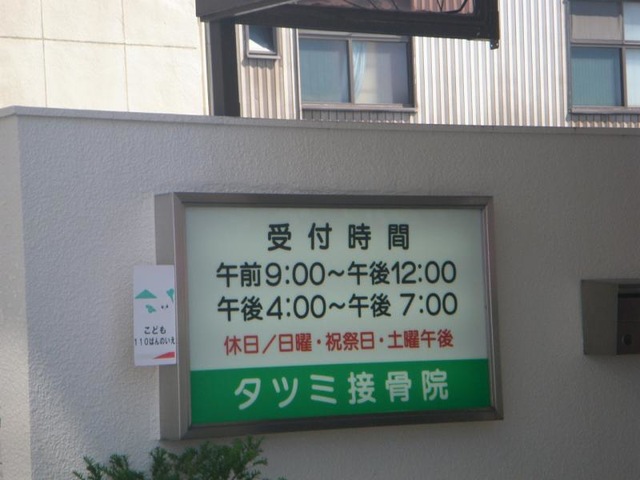 受付時間
午前9:00～午後12:00
午後4:00～午後7:00
休日／日曜・祝祭日・土曜午後
タツミ接骨院
こども
110ばんのいえ